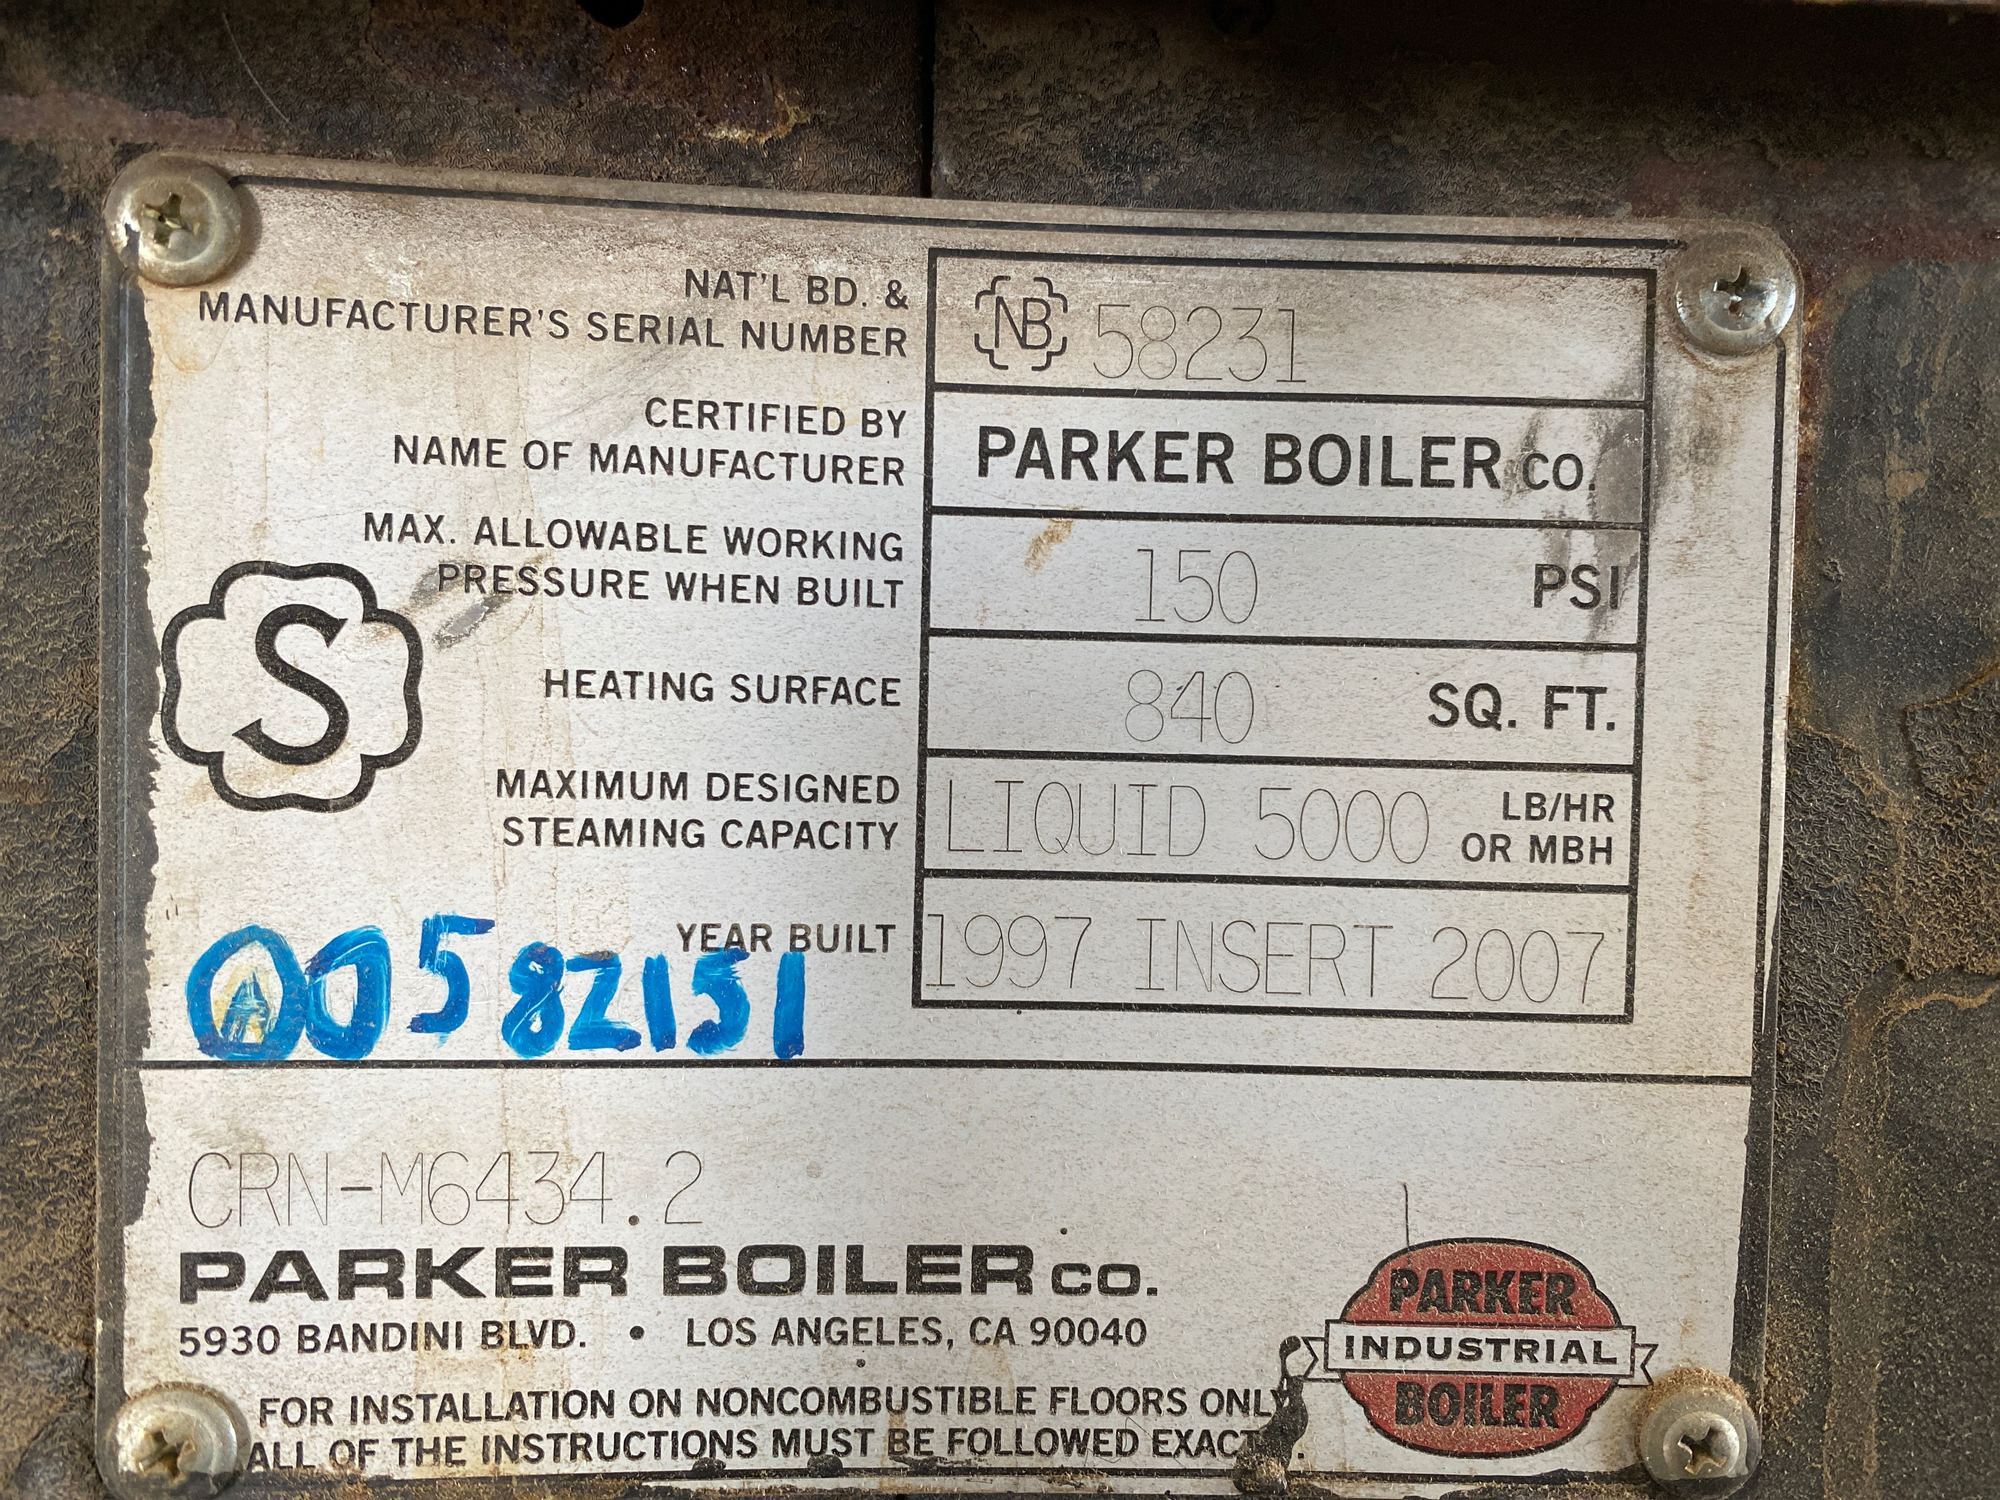 NAT'L BD. &
MANUFACTURER'S SERIAL NUMBER
NB 58231
CERTIFIED BY
NAME OF MANUFACTURER
PARKER BOILER CO.
MAX. ALLOWABLE WORKING
PRESSURE WHEN BUILT
150 PSI
S
HEATING SURFACE
840 SQ. FT.
MAXIMUM DESIGNED
STEAMING CAPACITY
LIQUID 5000 LB/HR
OR MBH
YEAR BUILT
1997 INSERT 2007
00582151
CRN-M6434.2
PARKER BOILER CO.
5930 BANDINI BLVD. • LOS ANGELES, CA 90040
FOR INSTALLATION ON NONCOMBUSTIBLE FLOORS ONLY
ALL OF THE INSTRUCTIONS MUST BE FOLLOWED
PARKER
INDUSTRIAL
BOILER